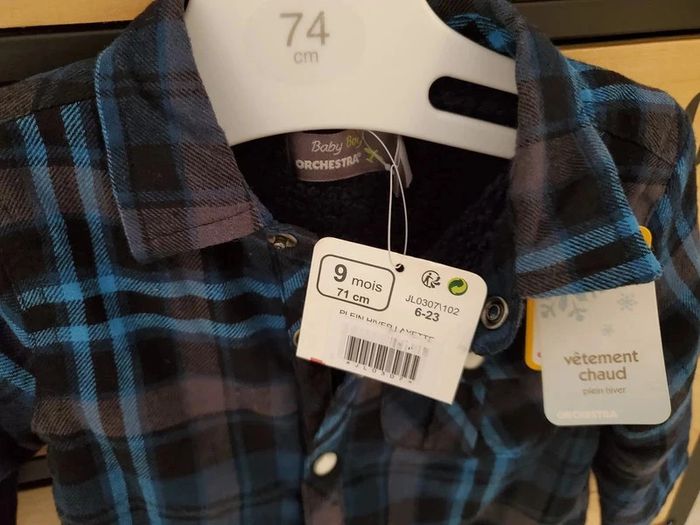 74
cm
Baby Boy
ORCHESTRA
9 mois
71 cm
JL0307\102
6-23
PLEIN HIVER LAYETTE
*JL0307*
vêtement
chaud
plein hiver
ORCHESTRA